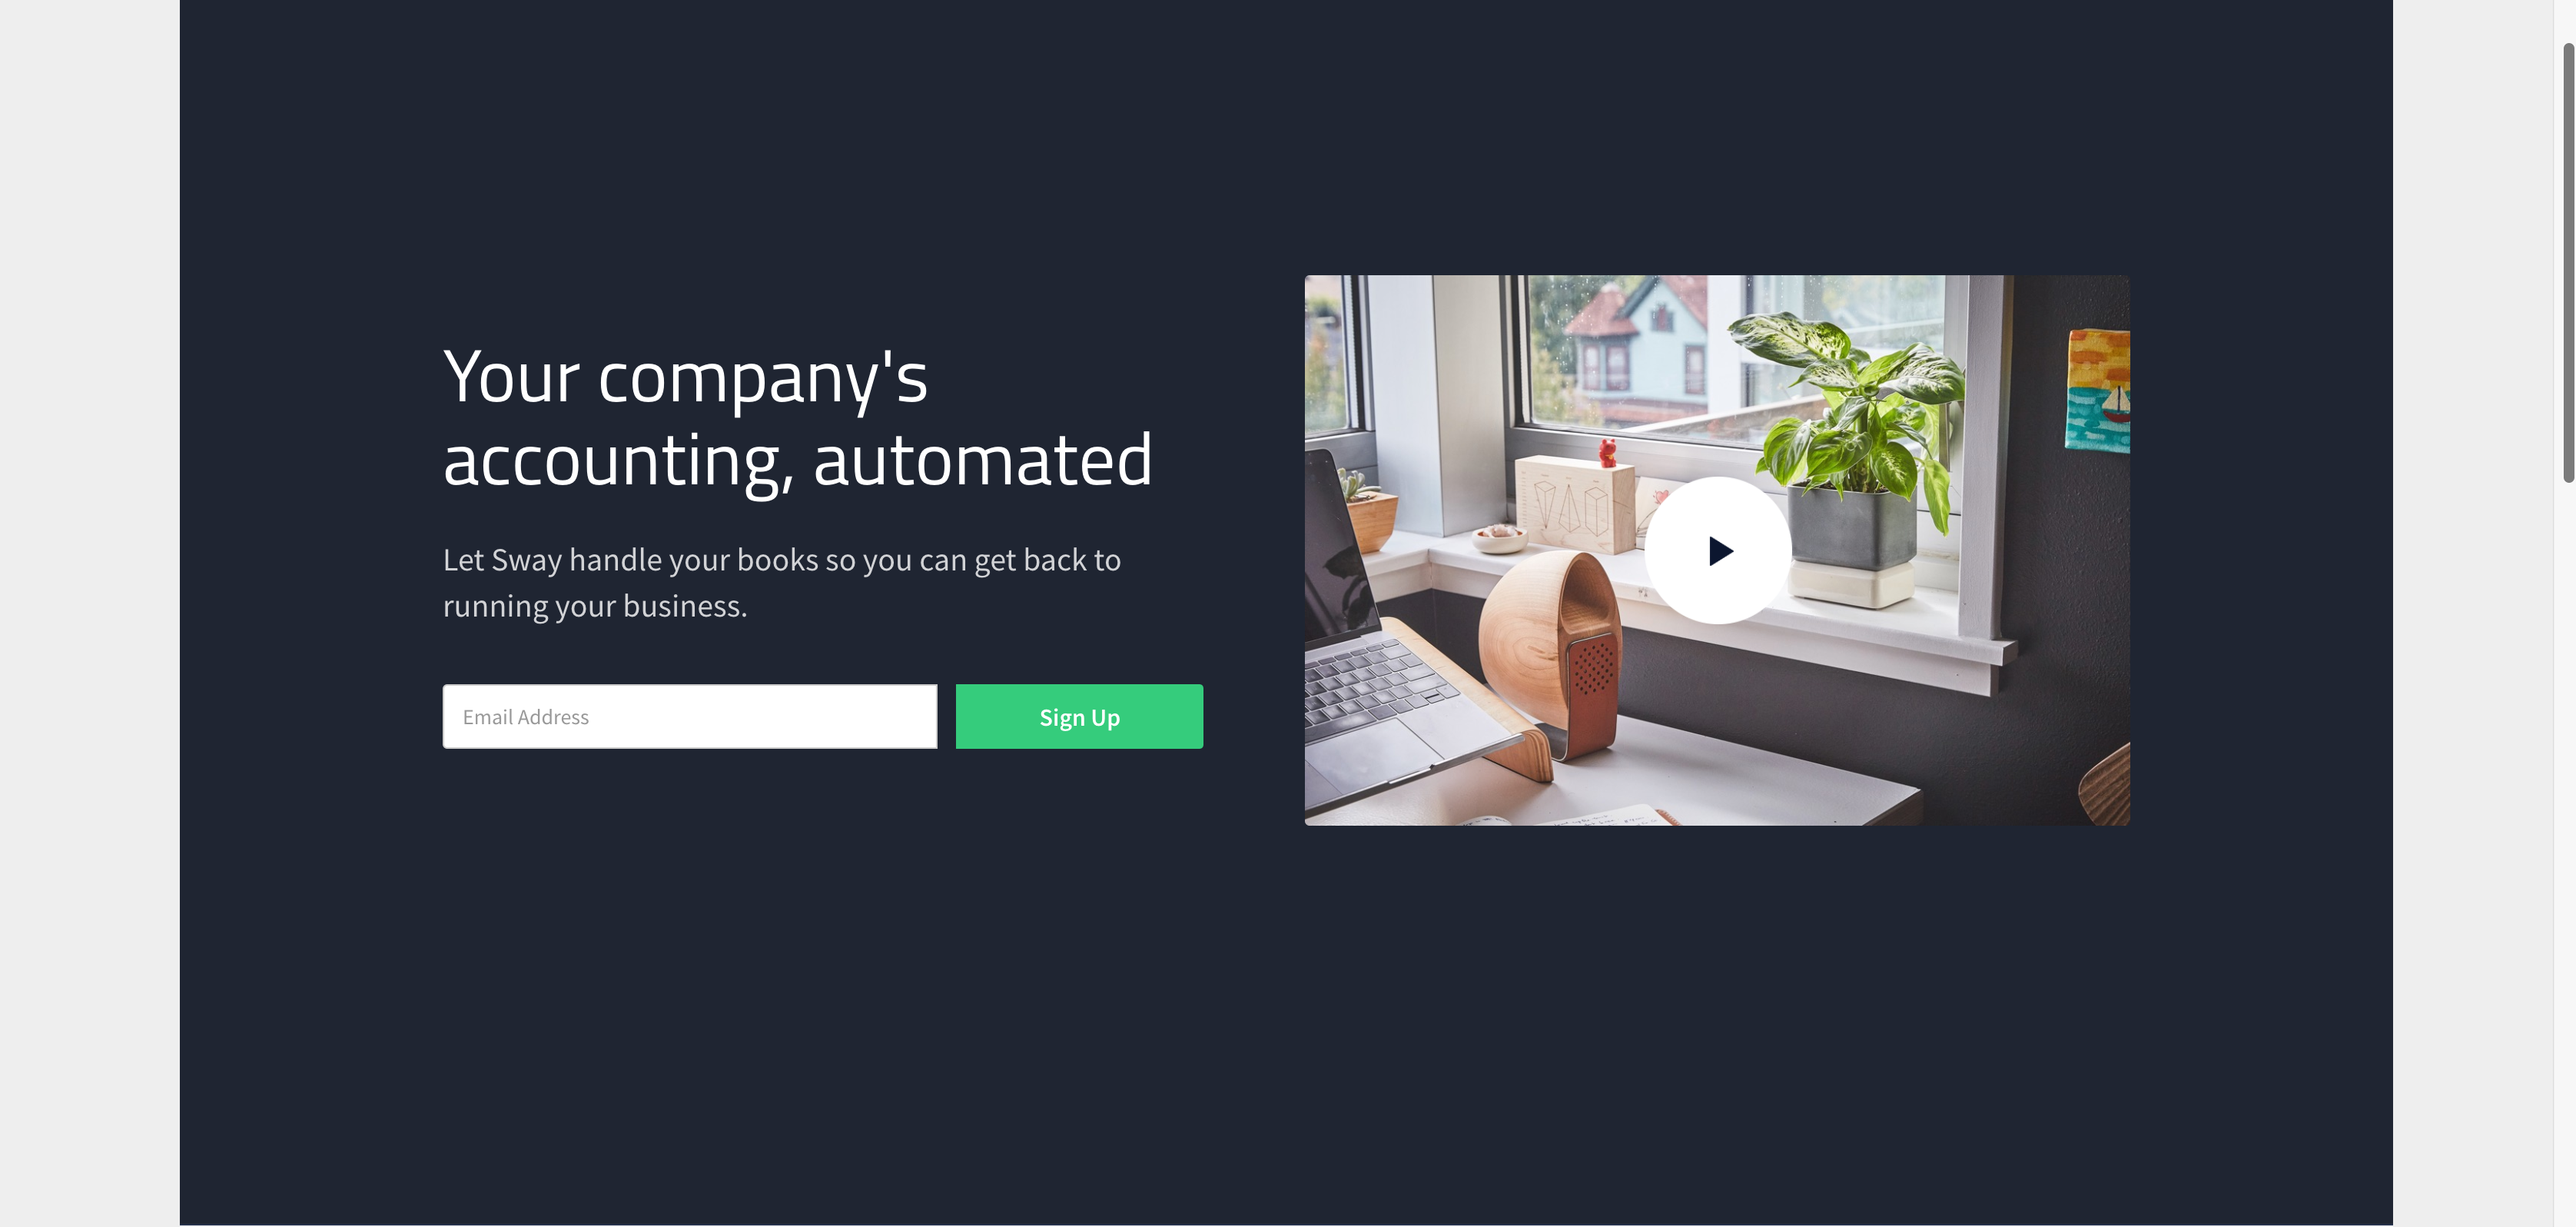 Your company's
accounting, automated
Let Sway handle your books so you can get back to
running your business.
Email Address
Sign Up